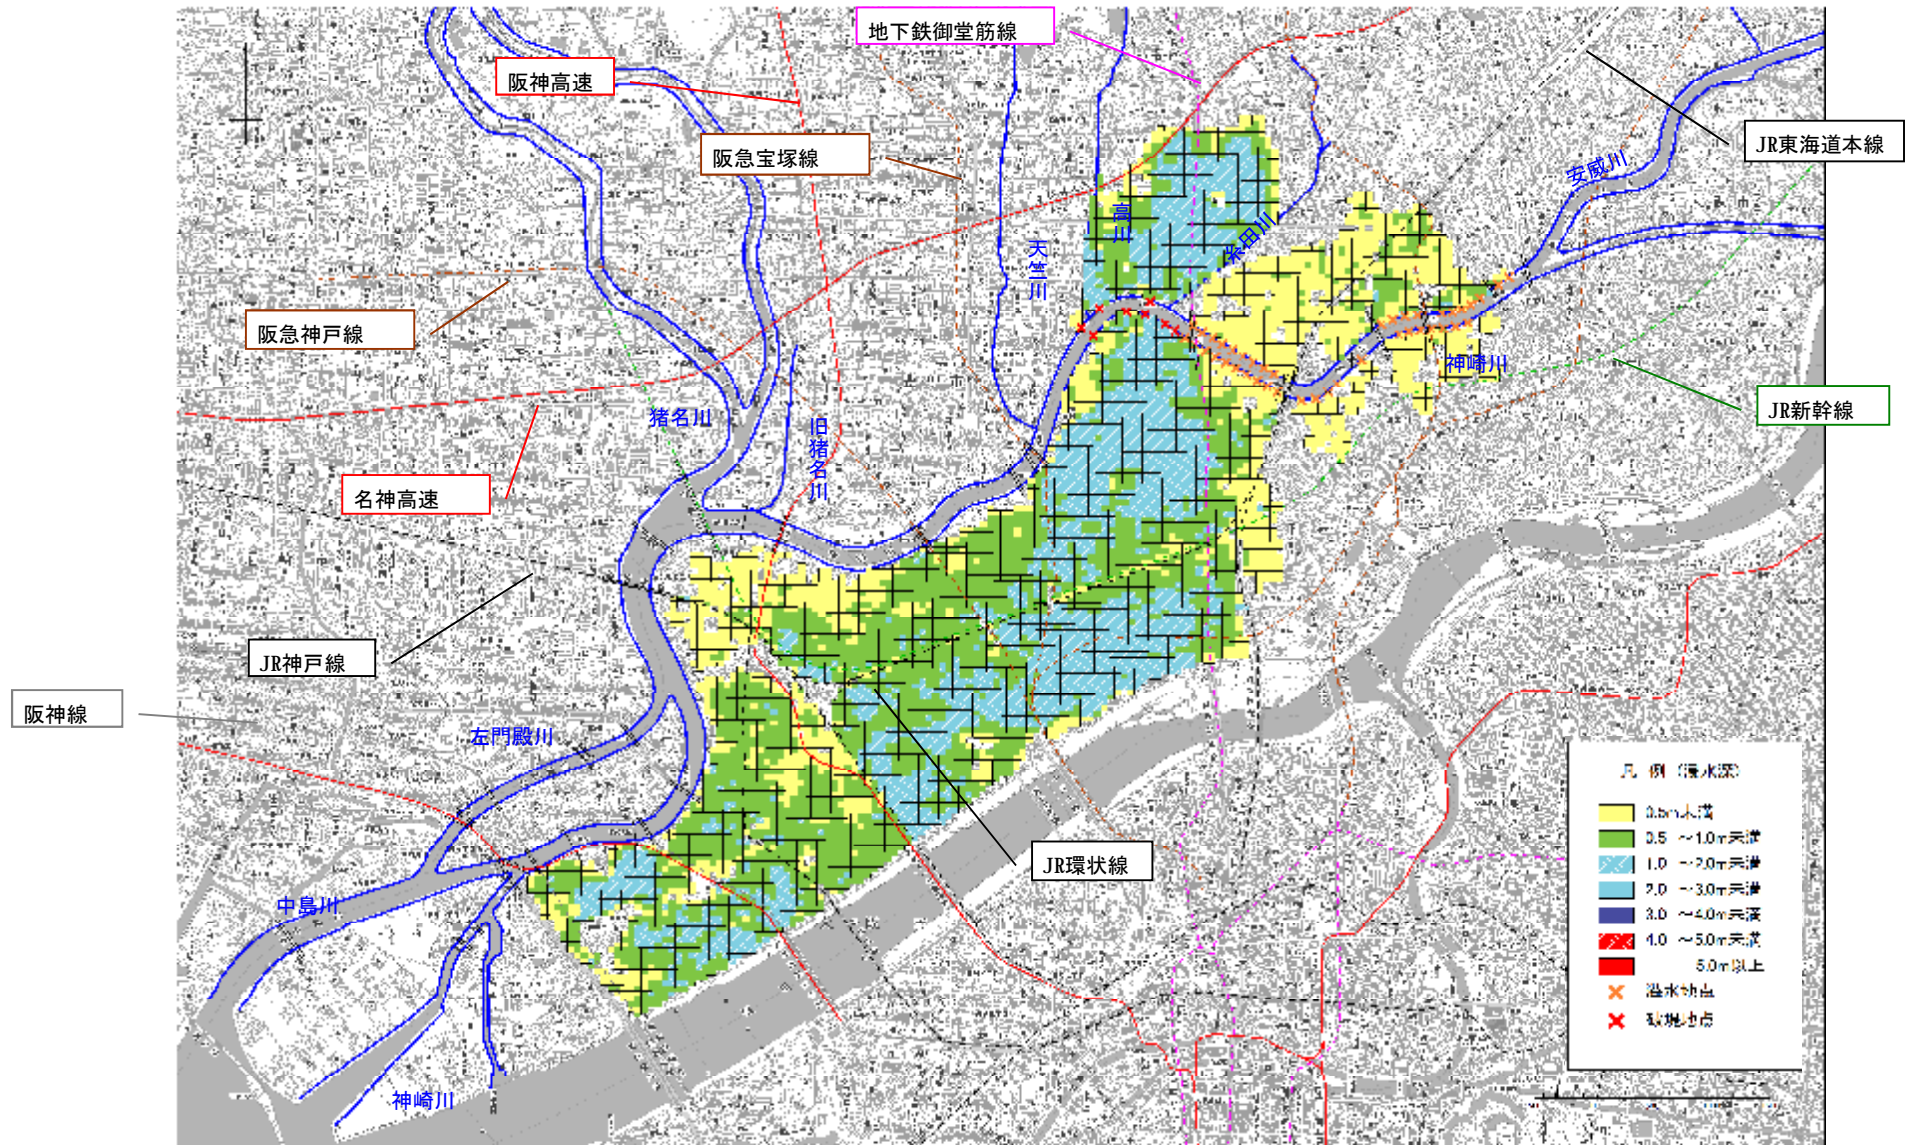 地下鉄御堂筋線
阪神高速
阪急宝塚線
JR東海道本線
安威川
高川
糸田川
天竺川
阪急神戸線
神崎川
JR新幹線
猪名川
旧猪名川
名神高速
JR神戸線
阪神線
左門殿川
JR環状線
中島川
神崎川
凡 例 (浸水深)
0.5m未満
0.5 ~1.0m未満
1.0 ~2.0m未満
2.0 ~3.0m未満
3.0 ~4.0m未満
4.0 ~5.0m未満
5.0m以上
溢水地点
破堤地点